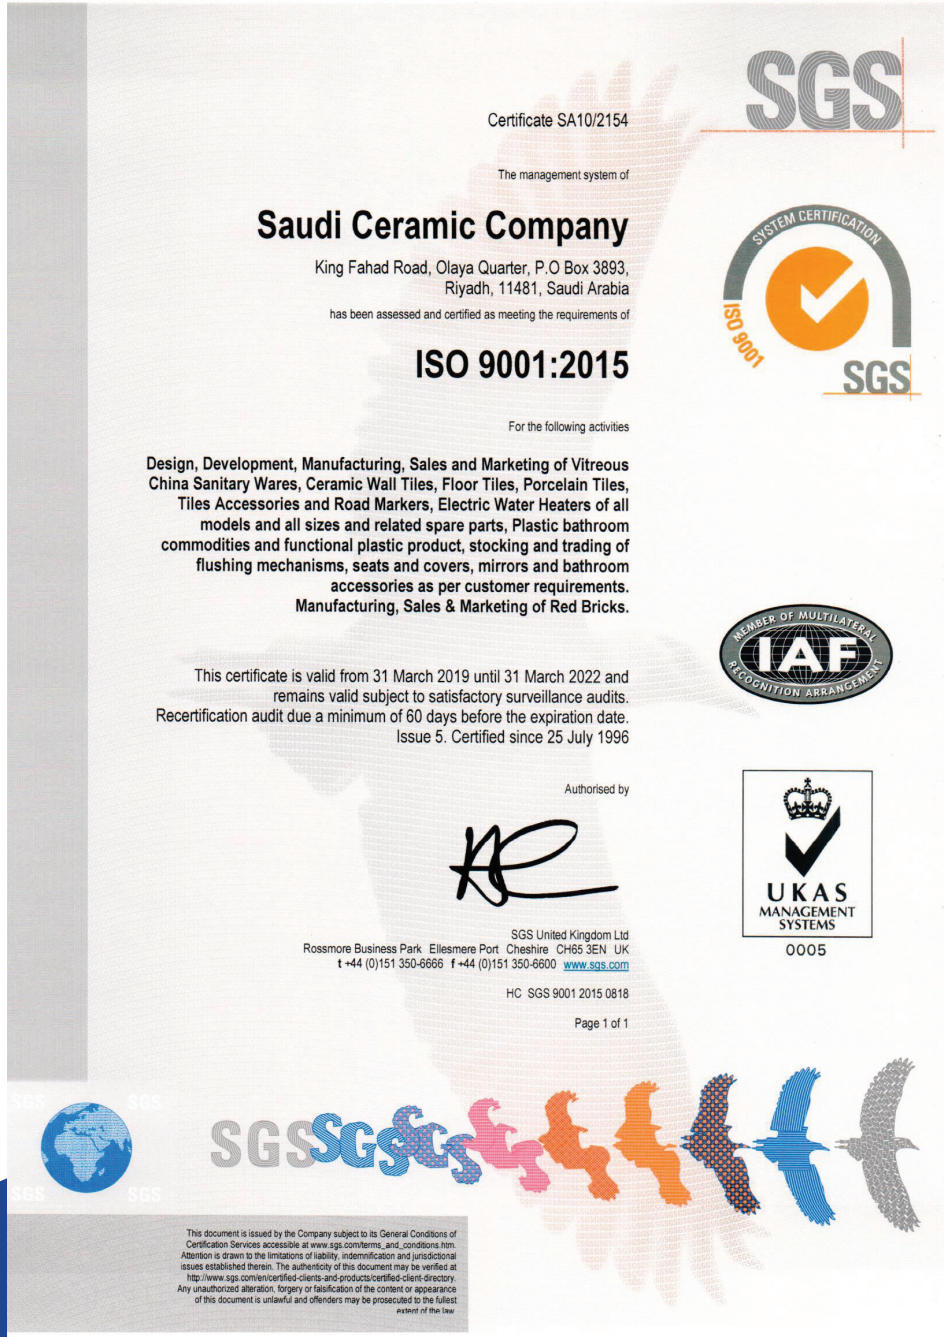 SGS
Certificate SA10/2154
The management system of
Saudi Ceramic Company
King Fahad Road, Olaya Quarter, P.O Box 3893,
Riyadh, 11481, Saudi Arabia
has been assessed and certified as meeting the requirements of
ISO 9001:2015
SYSTEM CERTIFICATION
ISO 9001
SGS
For the following activities
Design, Development, Manufacturing, Sales and Marketing of Vitreous
China Sanitary Wares, Ceramic Wall Tiles, Floor Tiles, Porcelain Tiles,
Tiles Accessories and Road Markers, Electric Water Heaters of all
models and all sizes and related spare parts, Plastic bathroom
commodities and functional plastic product, stocking and trading of
flushing mechanisms, seats and covers, mirrors and bathroom
accessories as per customer requirements.
Manufacturing, Sales & Marketing of Red Bricks.
MEMBER OF MULTILATERAL
IAF
RECOGNITION ARRANGEMENT
This certificate is valid from 31 March 2019 until 31 March 2022 and
remains valid subject to satisfactory surveillance audits.
Recertification audit due a minimum of 60 days before the expiration date.
Issue 5. Certified since 25 July 1996
Authorised by
UKAS
MANAGEMENT
SYSTEMS
0005
SGS United Kingdom Ltd
Rossmore Business Park Ellesmere Port Cheshire CH65 3EN UK
t +44 (0)151 350-6666 f +44 (0)151 350-6600 www.sgs.com
HC SGS 9001 2015 0818
Page 1 of 1
SGS SGS
SGS SGS
SGS SGS SGS
This document is issued by the Company subject to its General Conditions of
Certification Services accessible at www.sgs.com/terms_and_conditions.htm.
Attention is drawn to the limitations of liability, indemnification and jurisdictional
issues established therein. The authenticity of this document may be verified at
http://www.sgs.com/en/certified-clients-and-products/certified-client-directory.
Any unauthorized alteration, forgery or falsification of the content or appearance
of this document is unlawful and offenders may be prosecuted to the fullest
extent of the law.